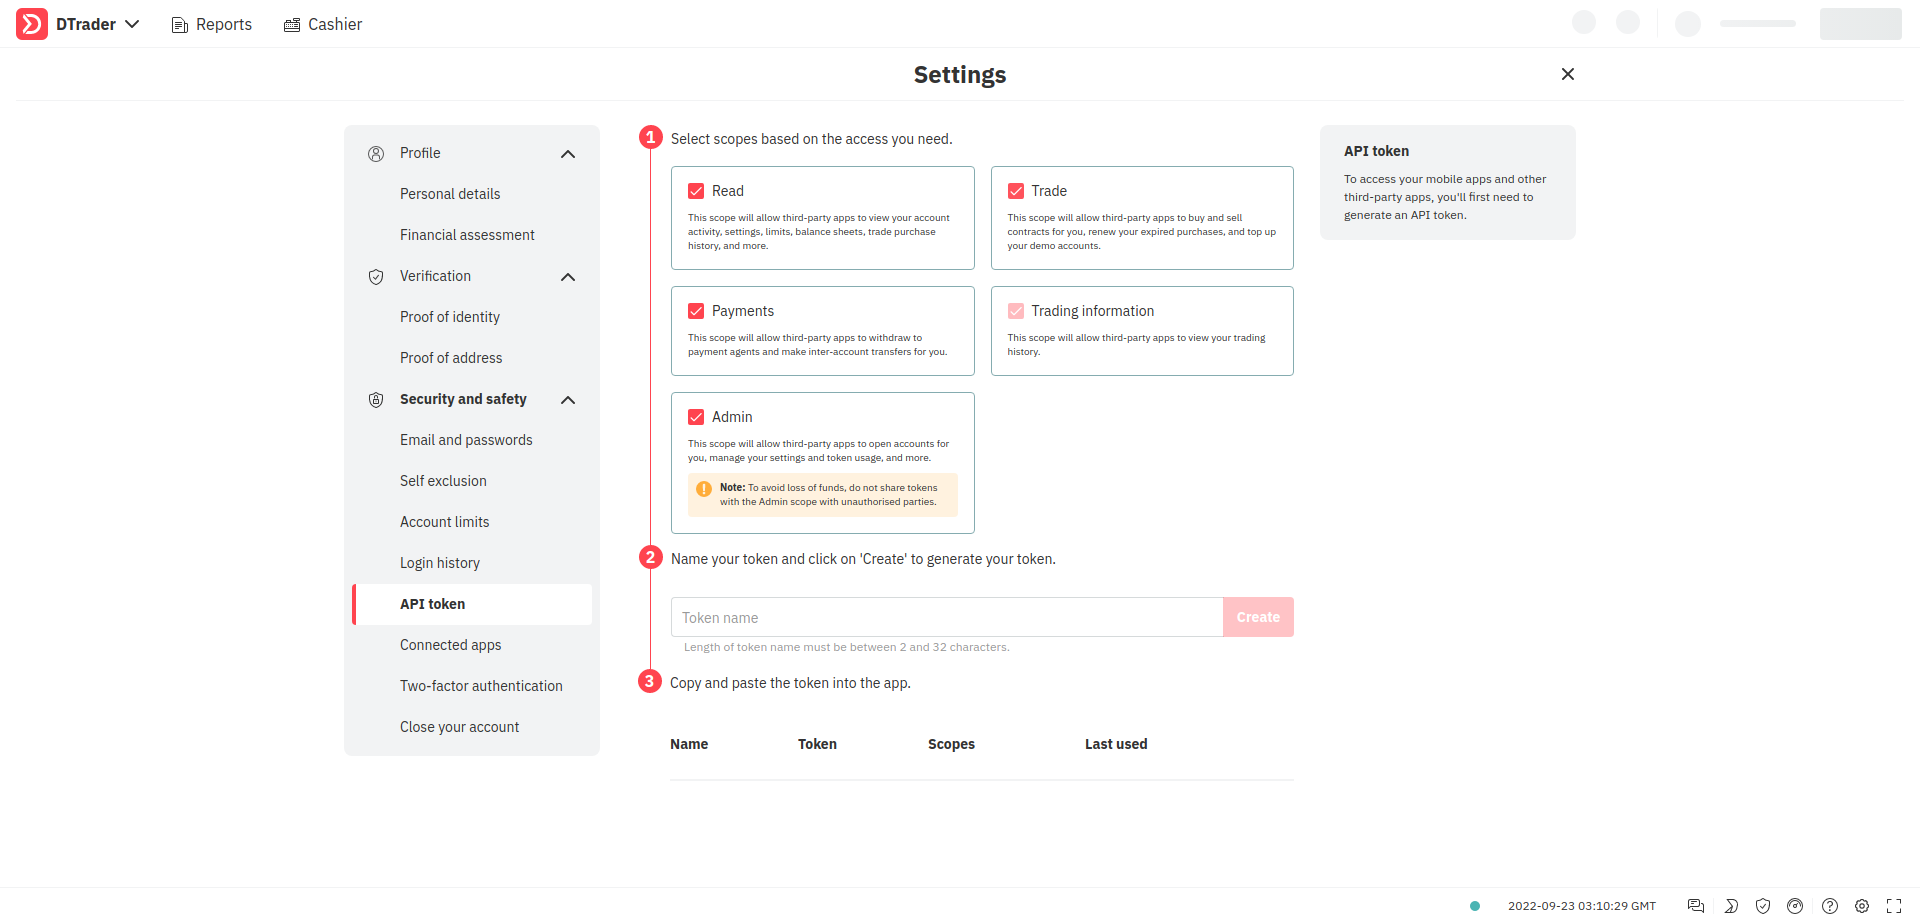 DTrader
Reports
Cashier
Settings
Profile
Personal details
Financial assessment
Verification
Proof of identity
Proof of address
Security and safety
Email and passwords
Self exclusion
Account limits
Login history
API token
Connected apps
Two-factor authentication
Close your account
1 Select scopes based on the access you need.
Read
This scope will allow third-party apps to view your account
activity, settings, limits, balance sheets, trade purchase
history, and more.
Trade
This scope will allow third-party apps to buy and sell
contracts for you, renew your expired purchases, and top up
your demo accounts.
Payments
This scope will allow third-party apps to withdraw to
payment agents and make inter-account transfers for you.
Trading information
This scope will allow third-party apps to view your trading
history.
Admin
This scope will allow third-party apps to open accounts for
you, manage your settings and token usage, and more.
Note: To avoid loss of funds, do not share tokens
with the Admin scope with unauthorised parties.
2 Name your token and click on 'Create' to generate your token.
Token name
Create
Length of token name must be between 2 and 32 characters.
3 Copy and paste the token into the app.
Name Token Scopes Last used
API token
To access your mobile apps and other
third-party apps, you'll first need to
generate an API token.
2022-09-23 03:10:29 GMT